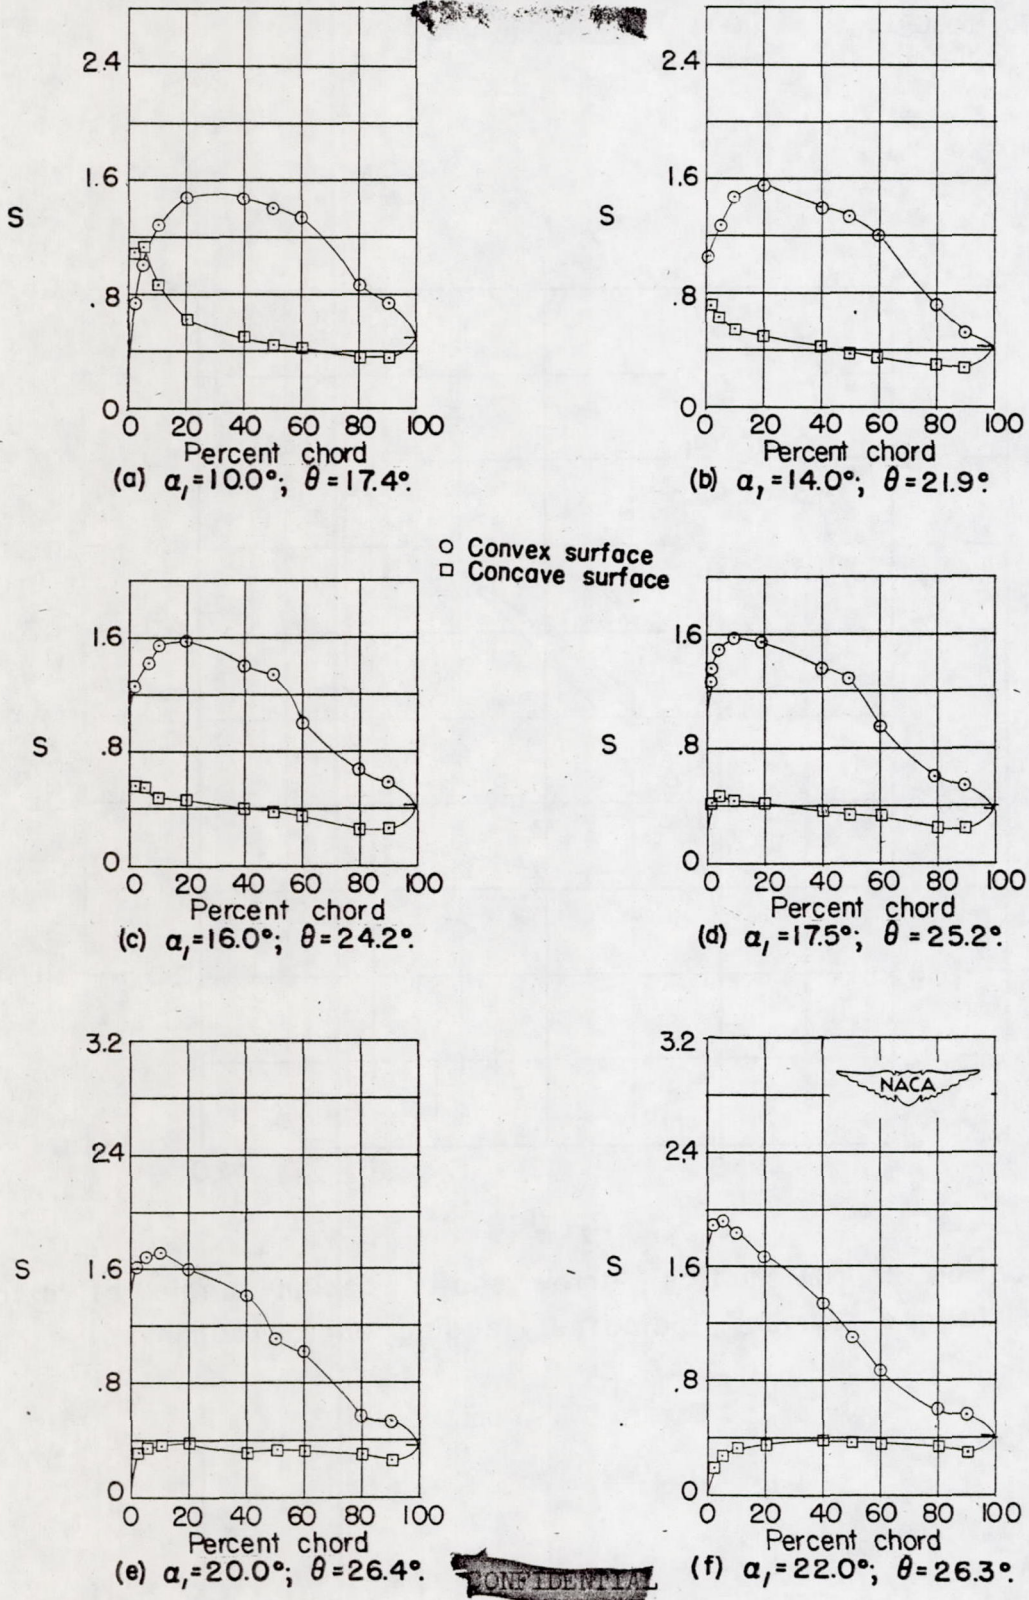 2.4
1.6
S
.8
0
0 20 40 60 80 100
Percent chord
(a) α₁=10.0°; θ=17.4°.
2.4
1.6
S
.8
0
0 20 40 60 80 100
Percent chord
(b) α₁=14.0°; θ=21.9°.
Convex surface
Concave surface
1.6
S
.8
0
0 20 40 60 80 100
Percent chord
(c) α₁=16.0°; θ=24.2°.
1.6
S
.8
0
0 20 40 60 80 100
Percent chord
(d) α₁=17.5°; θ=25.2°.
3.2
2.4
1.6
S
.8
0
0 20 40 60 80 100
Percent chord
(e) α₁=20.0°; θ=26.4°.
3.2
NACA
2.4
1.6
S
.8
0
0 20 40 60 80 100
Percent chord
(f) α₁=22.0°; θ=26.3°.
CONFIDENTIAL